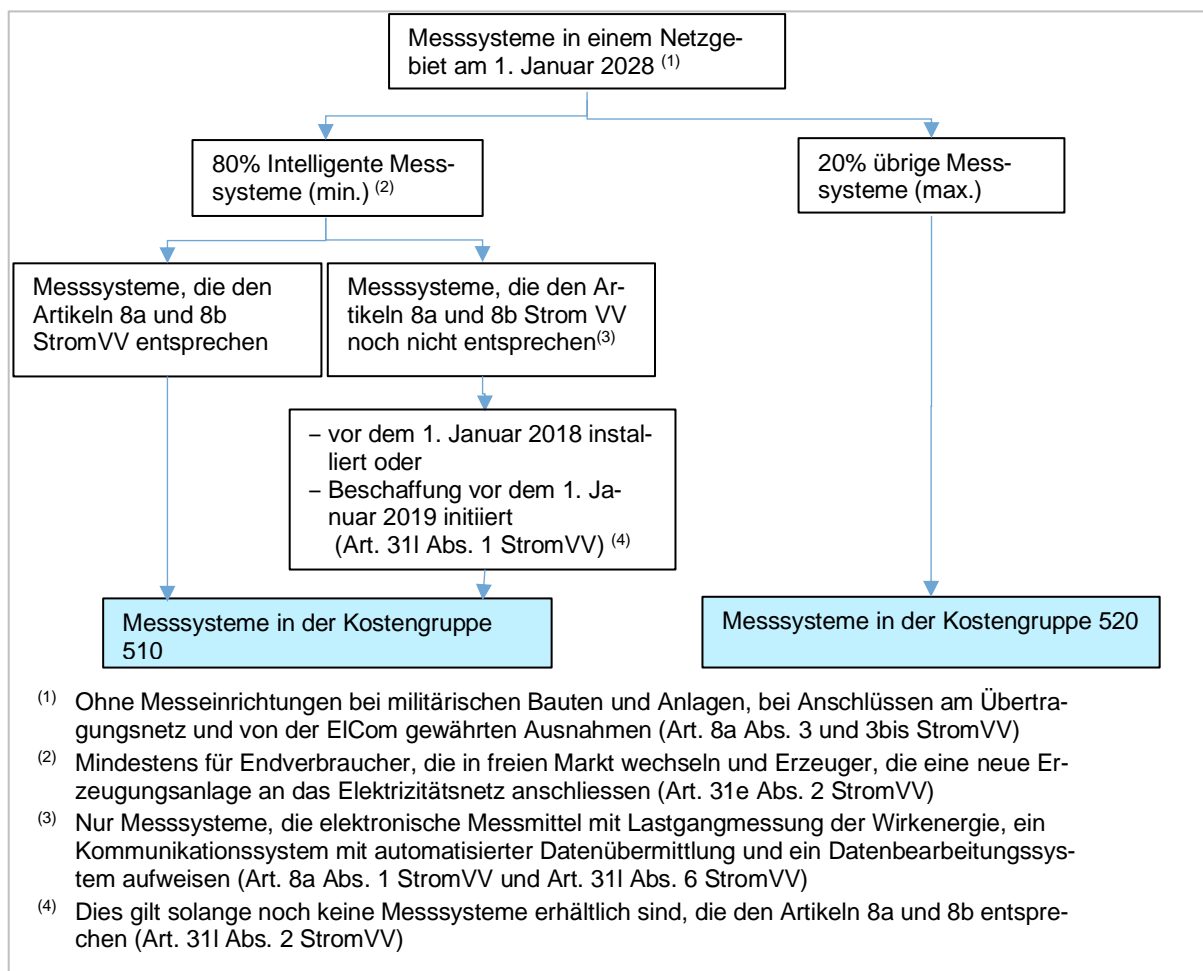 Messsysteme in einem Netzge-
biet am 1. Januar 2028 (1)
80% Intelligente Mess-
systeme (min.) (2)
20% übrige Mess-
systeme (max.)
Messsysteme, die den
Artikeln 8a und 8b
StromVV entsprechen
Messsysteme, die den Ar-
tikeln 8a und 8b Strom VV
noch nicht entsprechen(3)
– vor dem 1. Januar 2018 instal-
liert oder
– Beschaffung vor dem 1. Ja-
nuar 2019 initiiert
(Art. 31l Abs. 1 StromVV) (4)
Messsysteme in der Kostengruppe
510
Messsysteme in der Kostengruppe 520
(1) Ohne Messeinrichtungen bei militärischen Bauten und Anlagen, bei Anschlüssen am Übertra-
gungsnetz und von der ElCom gewährten Ausnahmen (Art. 8a Abs. 3 und 3bis StromVV)
(2) Mindestens für Endverbraucher, die in freien Markt wechseln und Erzeuger, die eine neue Er-
zeugungsanlage an das Elektrizitätsnetz anschliessen (Art. 31e Abs. 2 StromVV)
(3) Nur Messsysteme, die elektronische Messmittel mit Lastgangmessung der Wirkenergie, ein
Kommunikationssystem mit automatisierter Datenübermittlung und ein Datenbearbeitungssys-
tem aufweisen (Art. 8a Abs. 1 StromVV und Art. 31l Abs. 6 StromVV)
(4) Dies gilt solange noch keine Messsysteme erhältlich sind, die den Artikeln 8a und 8b entspre-
chen (Art. 31l Abs. 2 StromVV)